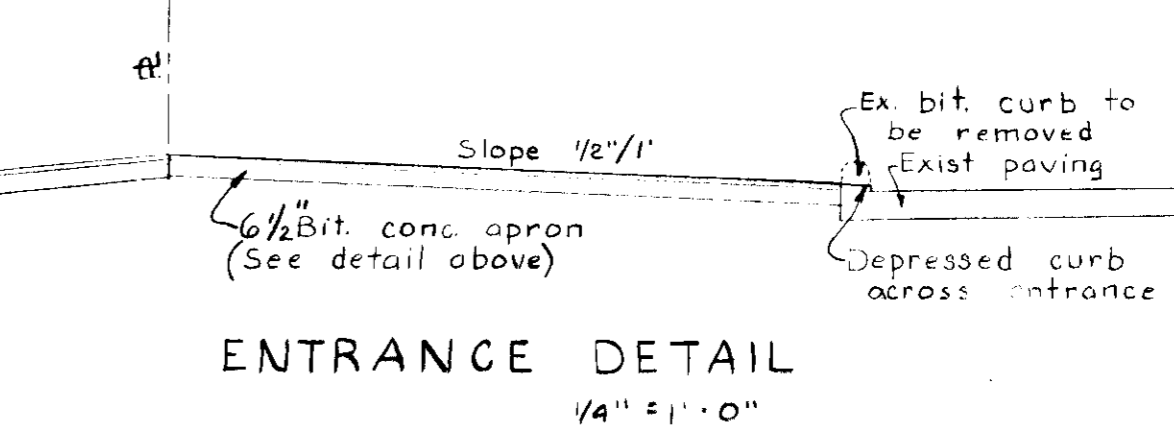 Slope 1/2"/1'
Ex. bit. curb to
be removed
Exist paving
6 1/2" Bit. conc. apron
(See detail above)
Depressed curb
across entrance
ENTRANCE DETAIL
1/4" = 1' - 0"